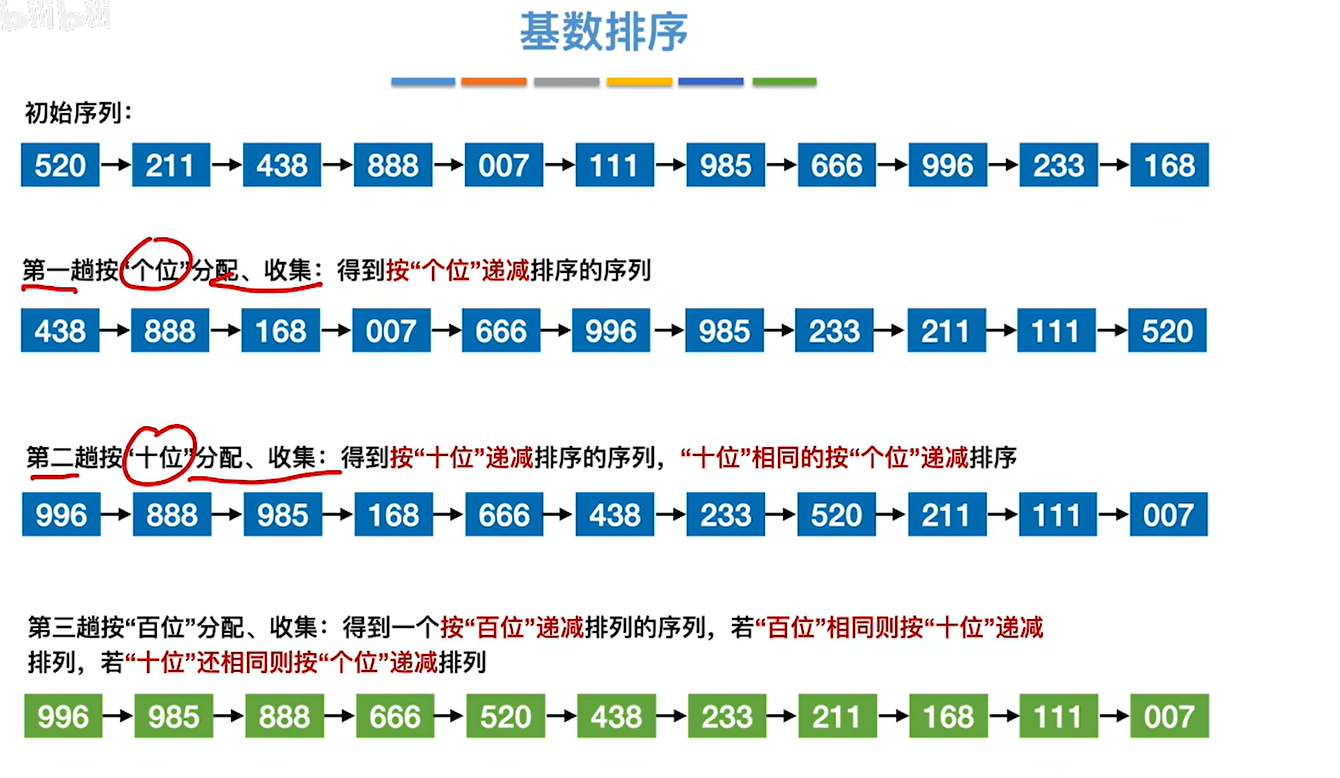 基数排序
初始序列：
520 211 438 888 007 111 985 666 996 233 168
第一趟按“个位”分配、收集：得到按“个位”递减排序的序列
438 888 168 007 666 996 985 233 211 111 520
第二趟按“十位”分配、收集：得到按“十位”递减排序的序列，“十位”相同的按“个位”递减排序
996 888 985 168 666 438 233 520 211 111 007
第三趟按“百位”分配、收集：得到一个按“百位”递减排列的序列，若“百位”相同则按“十位”递减
排列，若“十位”还相同则按“个位”递减排列
996 985 888 666 520 438 233 211 168 111 007